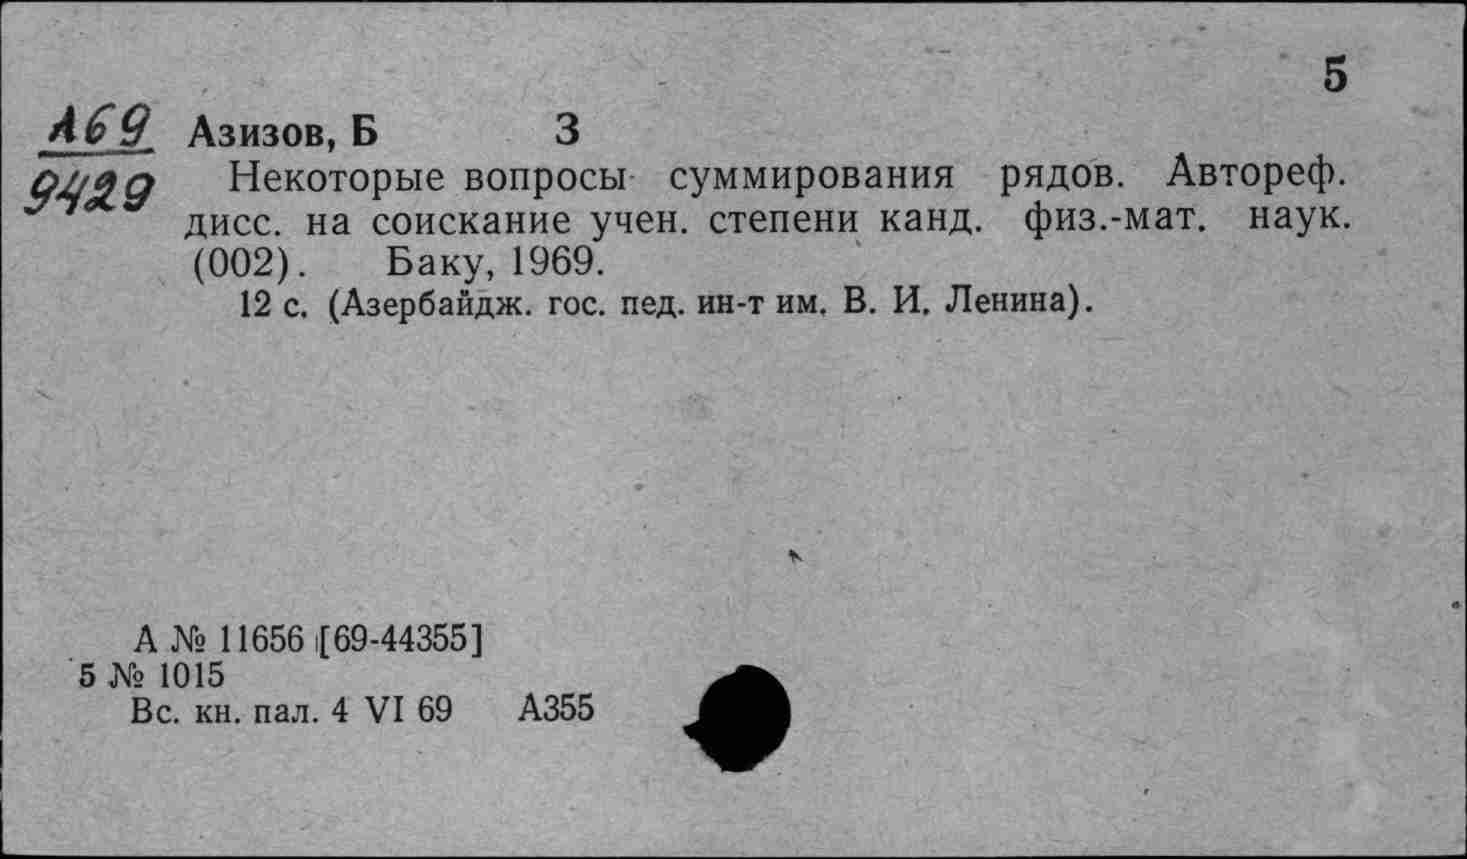 5
А69
9429
Азизов, Б З
Некоторые вопросы суммирования рядов. Автореф.
дисс. на соискание учен. степени канд. физ.-мат. наук.
(002). Баку, 1969.
12 с. (Азербайдж. гос. пед. ин-т им. В. И. Ленина).
А № 11656 [69-44355]
5 № 1015
Вс. кн. пал. 4 VI 69 А355